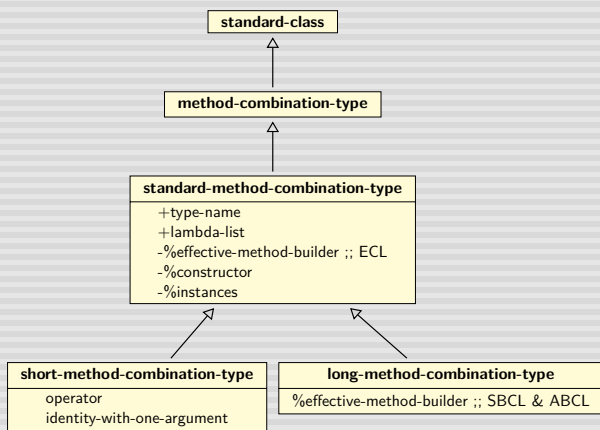 standard-class
method-combination-type
standard-method-combination-type
+type-name
+lambda-list
-%effective-method-builder ;; ECL
-%constructor
-%instances
short-method-combination-type
operator
identity-with-one-argument
long-method-combination-type
%effective-method-builder ;; SBCL & ABCL